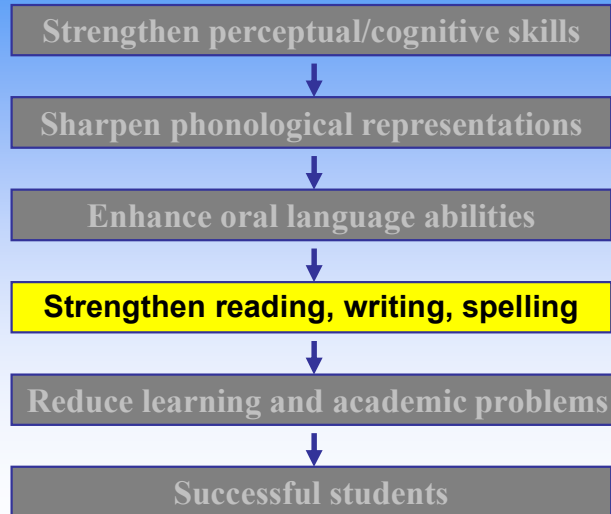 Strengthen perceptual/cognitive skills
Sharpen phonological representations
Enhance oral language abilities
Strengthen reading, writing, spelling
Reduce learning and academic problems
Successful students